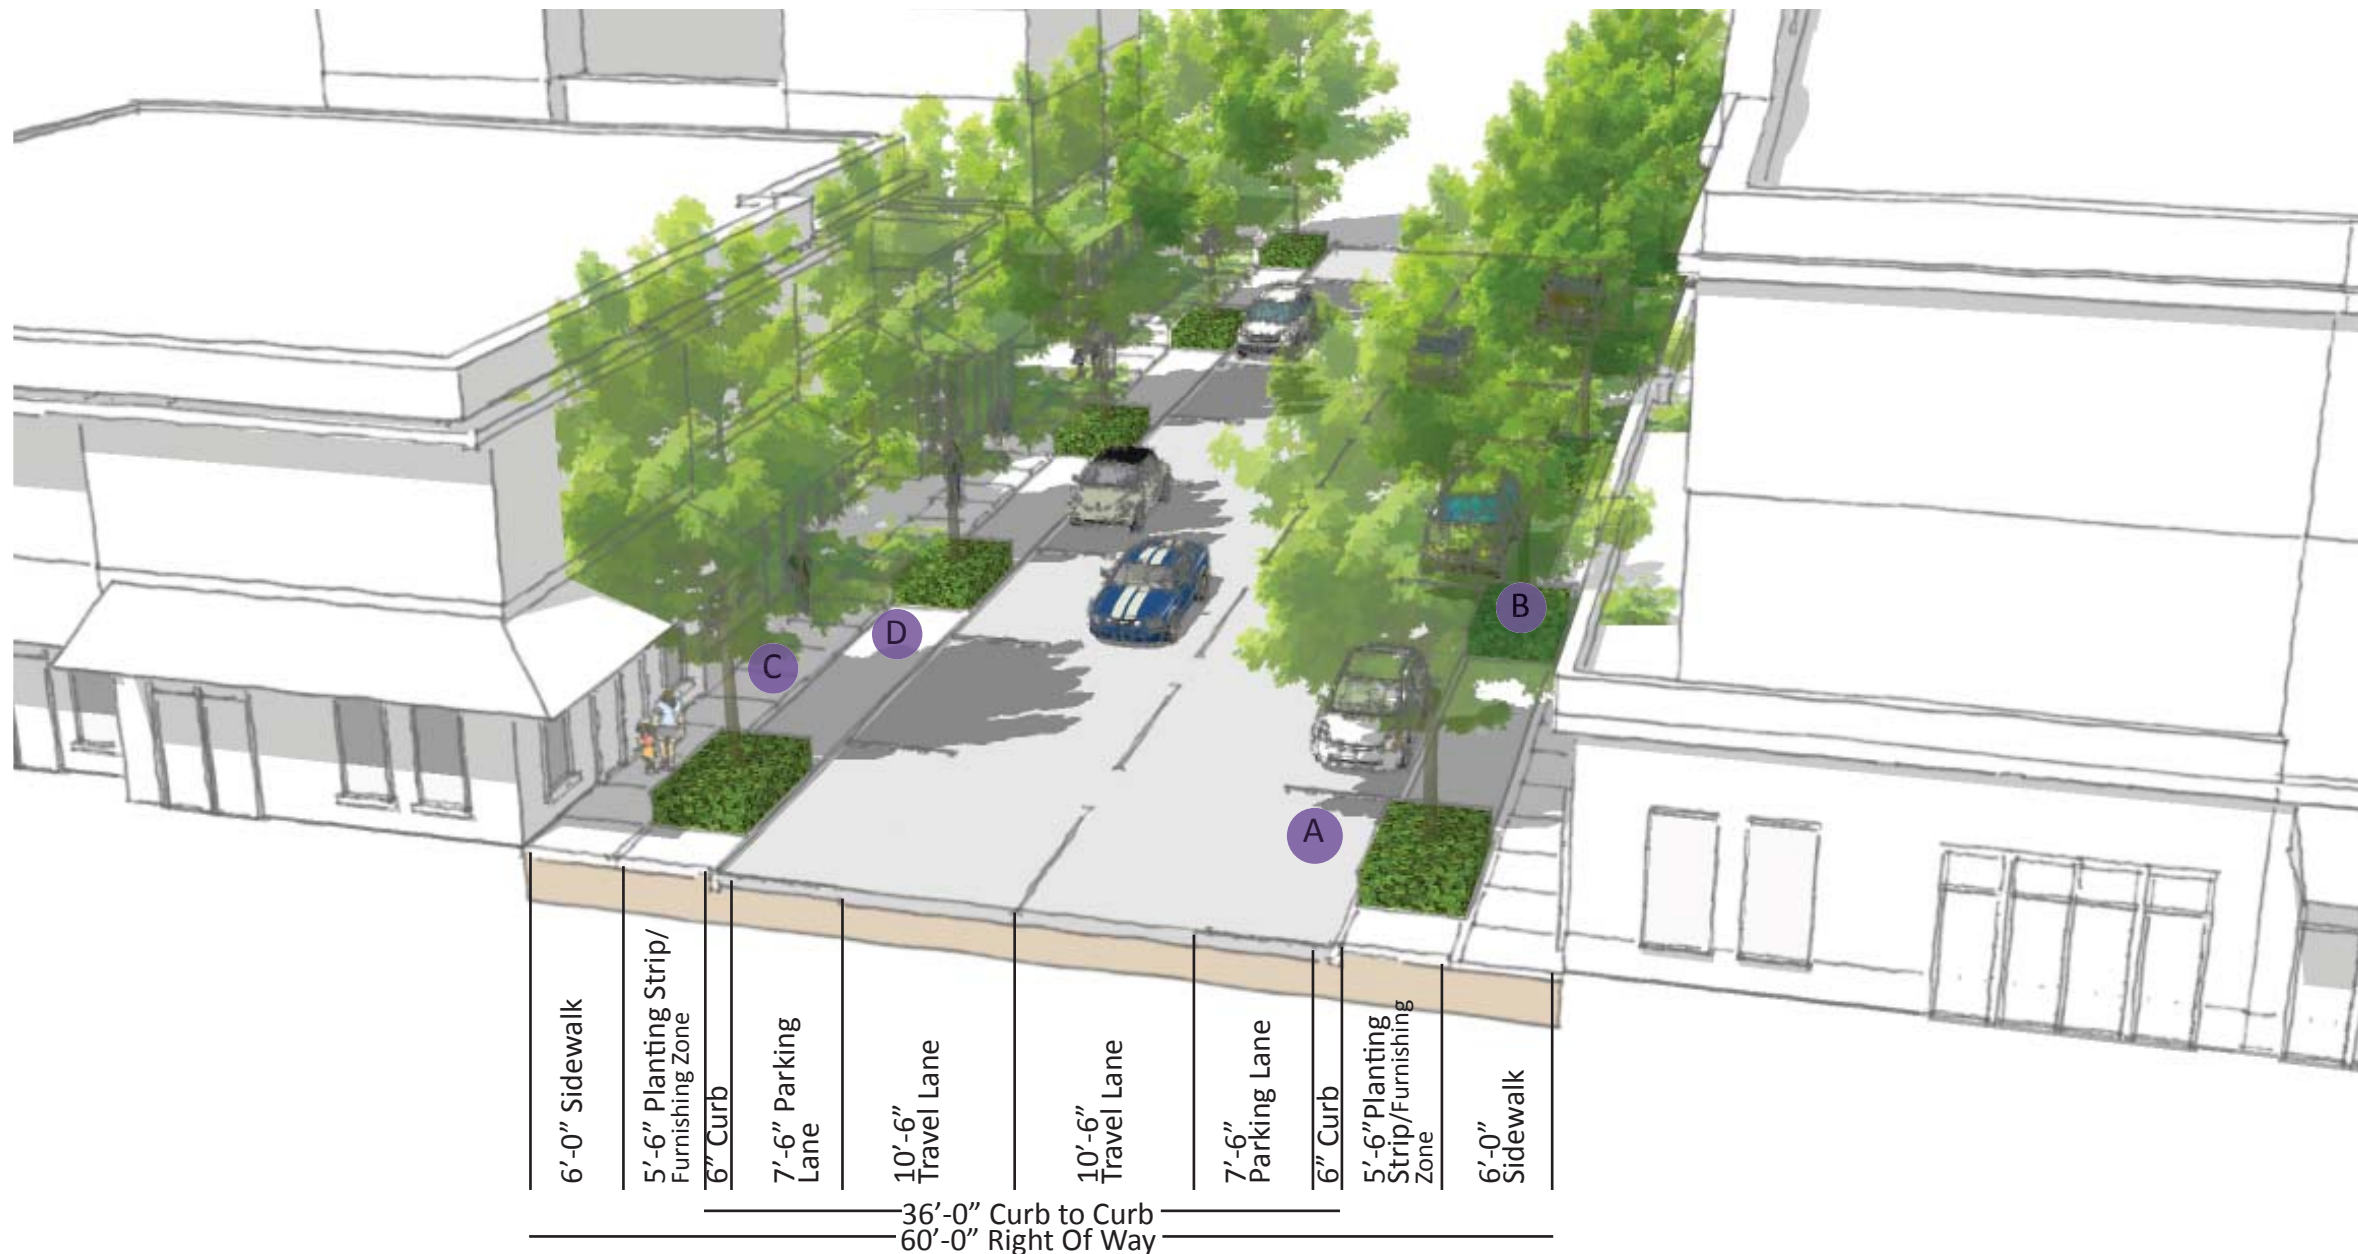 B
D
C
A
6’-0” Sidewalk
5’-6” Planting Strip/
Furnishing Zone
6” Curb
7’-6” Parking
Lane
10’-6”
Travel Lane
10’-6”
Travel Lane
7’-6”
Parking Lane
6” Curb
5’-6”Planting
Strip/Furnishing
Zone
6’-0”
Sidewalk
36’-0” Curb to Curb
60’-0” Right Of Way